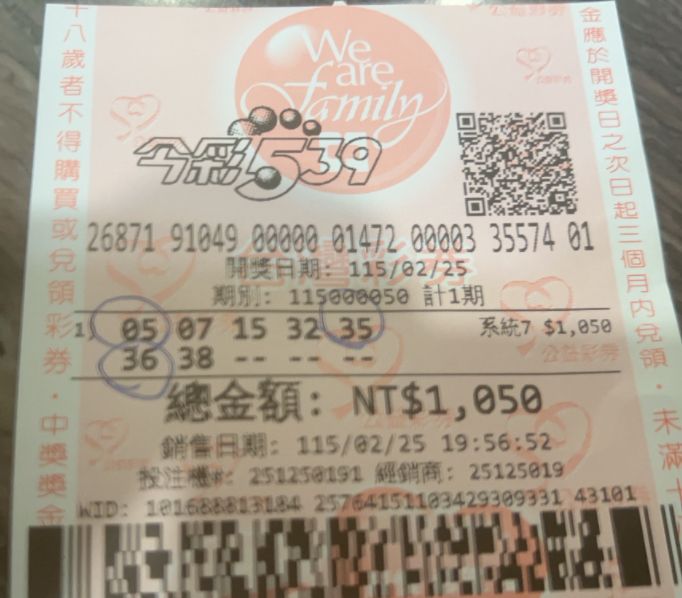 We
are
Family
今彩539
26871 91049 00000 01472 00003 35574 01
開獎日期: 115/02/25
期別: 115000050 計1期
1) 05 07 15 32 35 系統7 $1,050
36 38 -- -- --
公益彩券
總金額: NT$1,050
銷售日期: 115/02/25 19:56:52
投注機#: 251250191 經銷商: 25125019
WID: 101688813184 25764151103429309331 43101
十八歲者不得購買或兌領彩券・中獎獎金
金應於開獎日之次日起三個月內兌領・未滿十